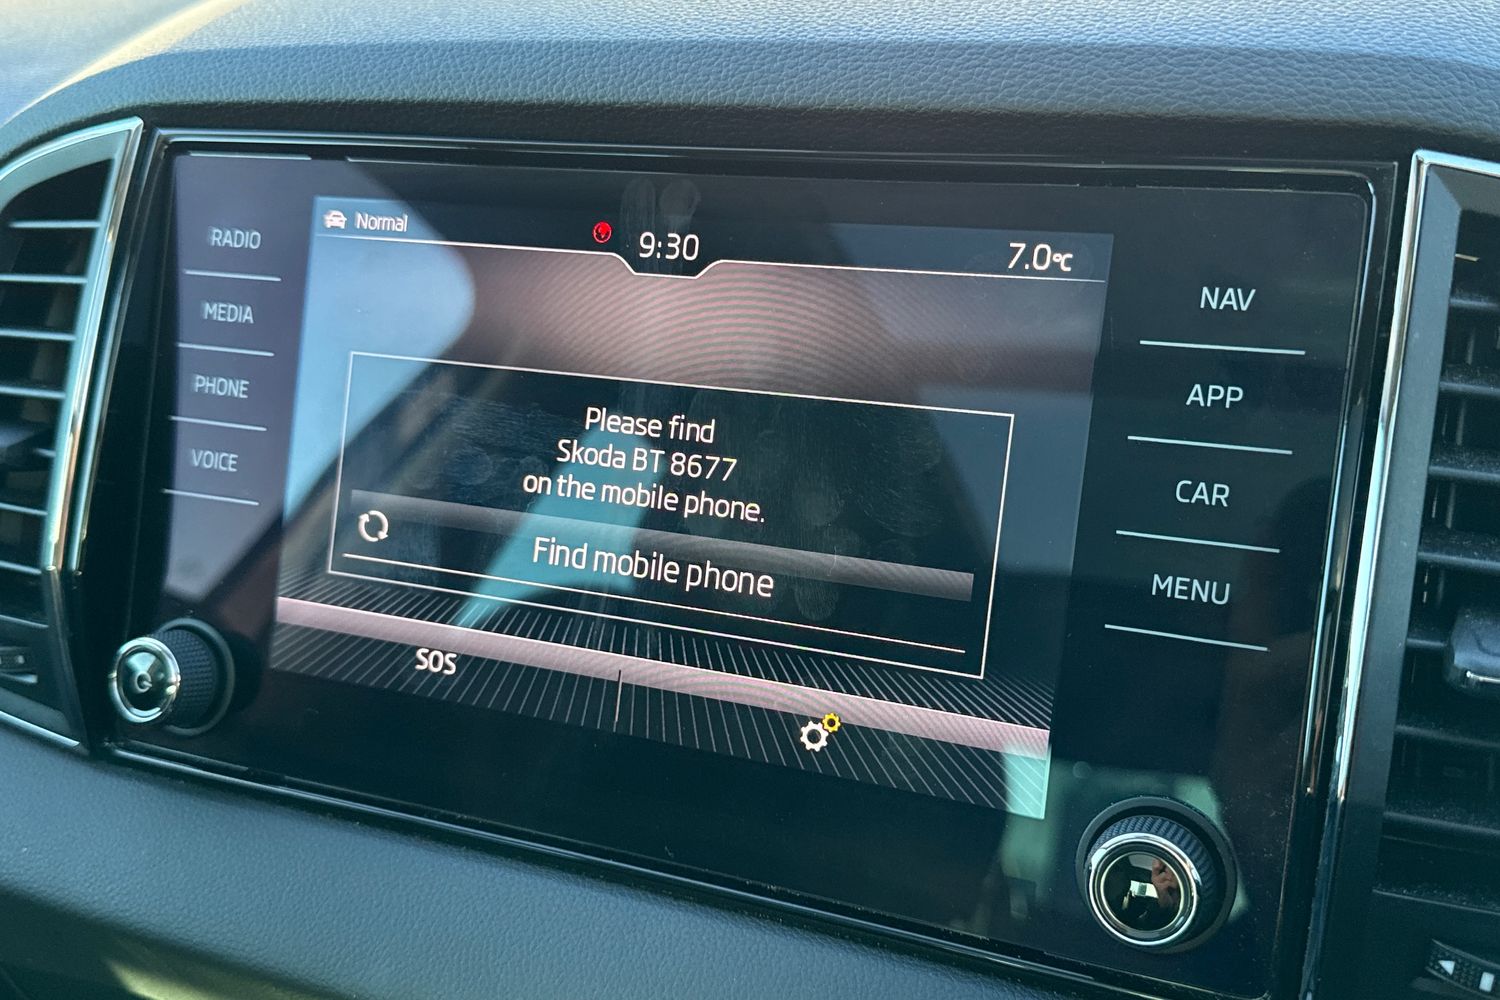 RADIO
MEDIA
PHONE
VOICE
Normal
9:30
7.0°C
Please find
Skoda BT 8677
on the mobile phone.
Find mobile phone
SOS
NAV
APP
CAR
MENU